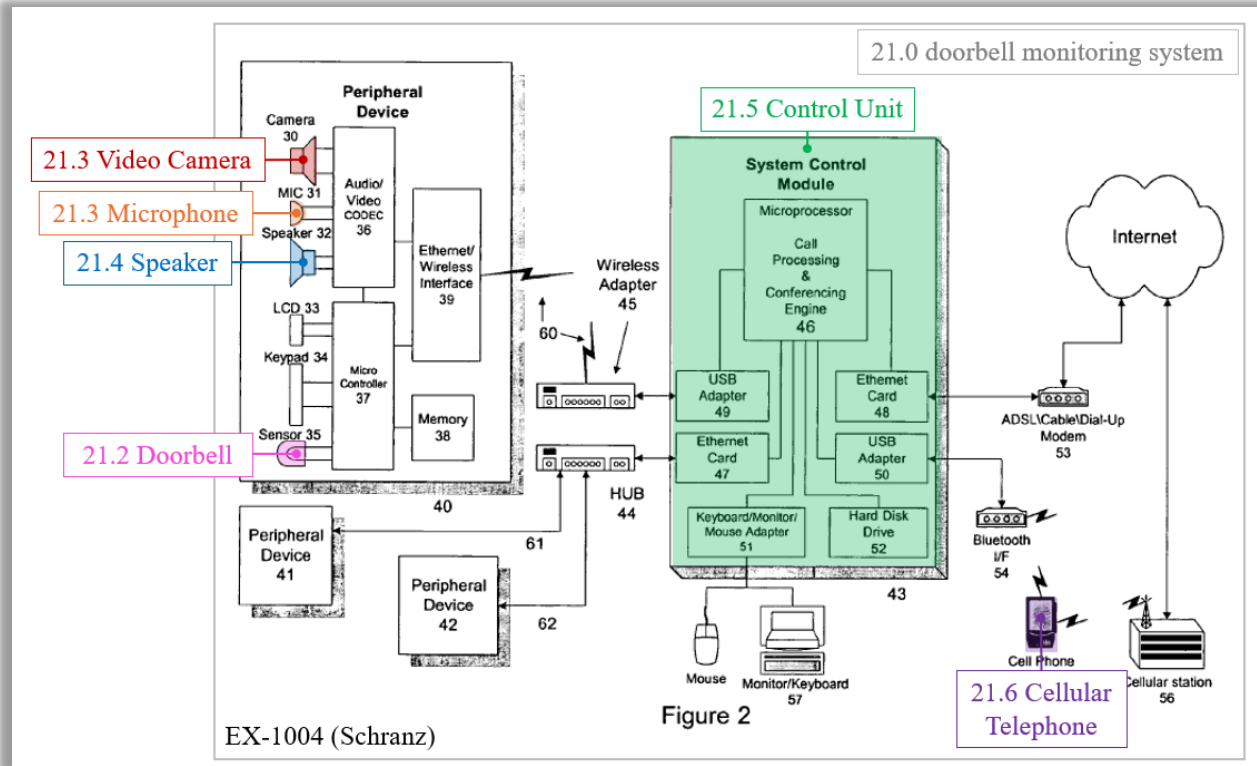 21.0 doorbell monitoring system
21.5 Control Unit
Peripheral
Device
Camera
30
21.3 Video Camera
MIC 31
21.3 Microphone
Speaker 32
21.4 Speaker
Audio/
Video
CODEC
36
Ethernet/
Wireless
Interface
39
LCD 33
Keypad 34
Micro
Controller
37
Memory
38
Sensor 35
21.2 Doorbell
40
Wireless
Adapter
45
60
HUB
44
System Control
Module
Microprocessor
Call
Processing
&
Conferencing
Engine
46
USB
Adapter
49
Ethernet
Card
48
Ethernet
Card
47
USB
Adapter
50
Keyboard/Monitor/
Mouse Adapter
51
Hard Disk
Drive
52
43
Internet
ADSL\Cable\Dial-Up
Modem
53
Bluetooth
I/F
54
Peripheral
Device
41
61
Peripheral
Device
42
62
Mouse
Monitor/Keyboard
57
Cell Phone
21.6 Cellular
Telephone
Cellular station
56
Figure 2
EX-1004 (Schranz)